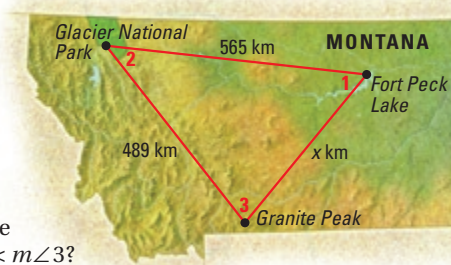 Glacier National
Park
565 km
MONTANA
2
1
Fort Peck
Lake
489 km
x km
3
Granite Peak
m∠3?